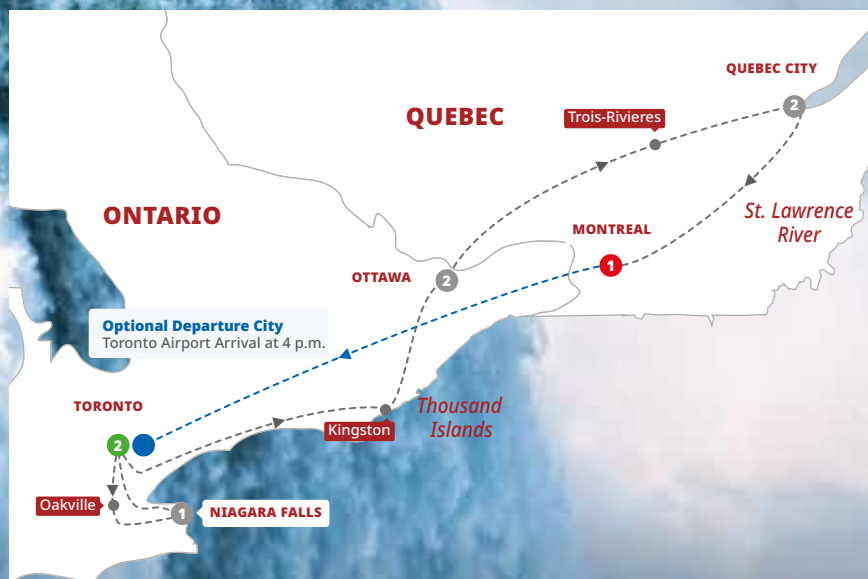 QUEBEC CITY
2
QUEBEC
Trois-Rivieres
ONTARIO
St. Lawrence
River
MONTREAL
1
OTTAWA
2
Optional Departure City
Toronto Airport Arrival at 4 p.m.
TORONTO
2
Thousand
Islands
Kingston
Oakville
1
NIAGARA FALLS